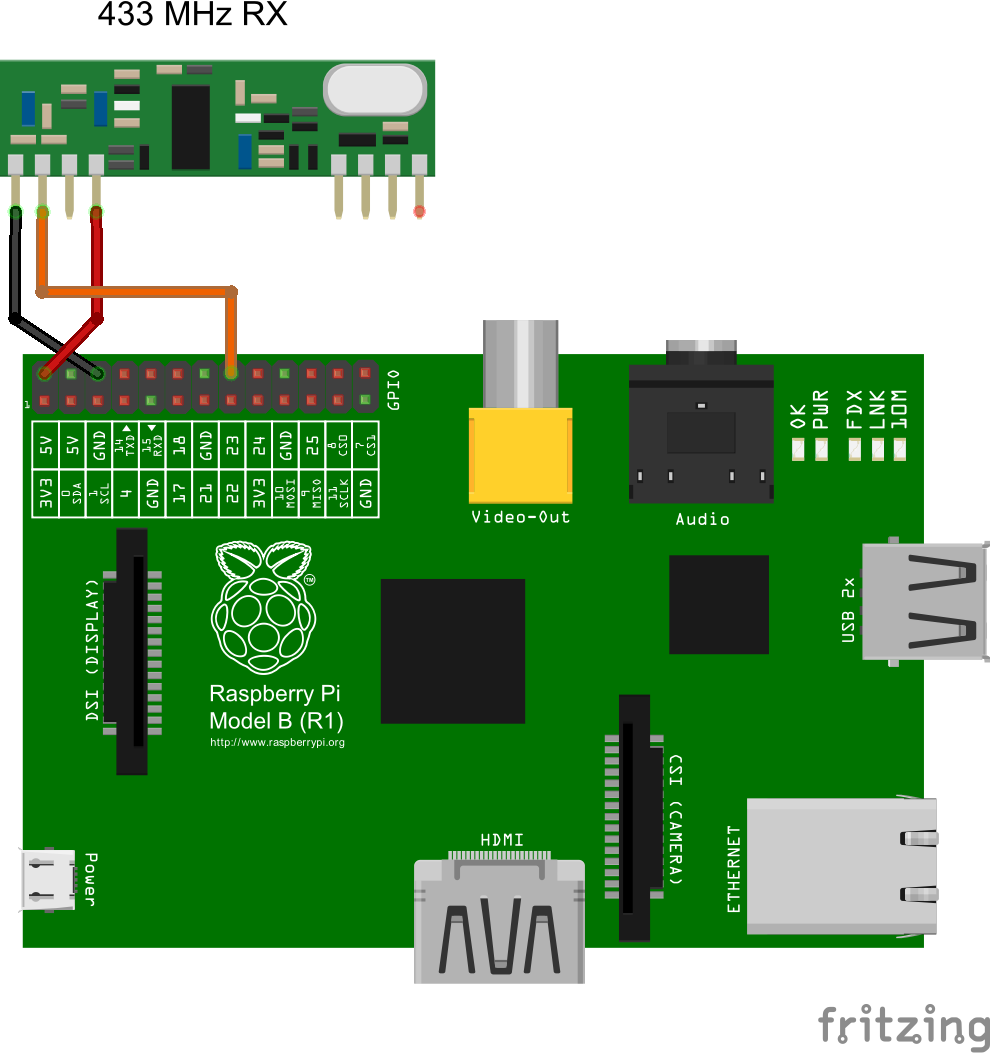 433 MHz RX
GPIO
1
5V 5V GND 14 TXD 15 RXD 18 GND 23 24 GND 25 8 CS0 7 CS1
3V3 0 SDA 1 SCL 4 GND 17 21 22 3V3 10 MOSI 9 MISO 11 SCLK GND
OK PWR FDX LNK 10M
Video-Out
Audio
DSI (DISPLAY)
TM
USB 2x
Raspberry Pi
Model B (R1)
http://www.raspberrypi.org
CSI (CAMERA)
HDMI
Power
ETHERNET
fritzing